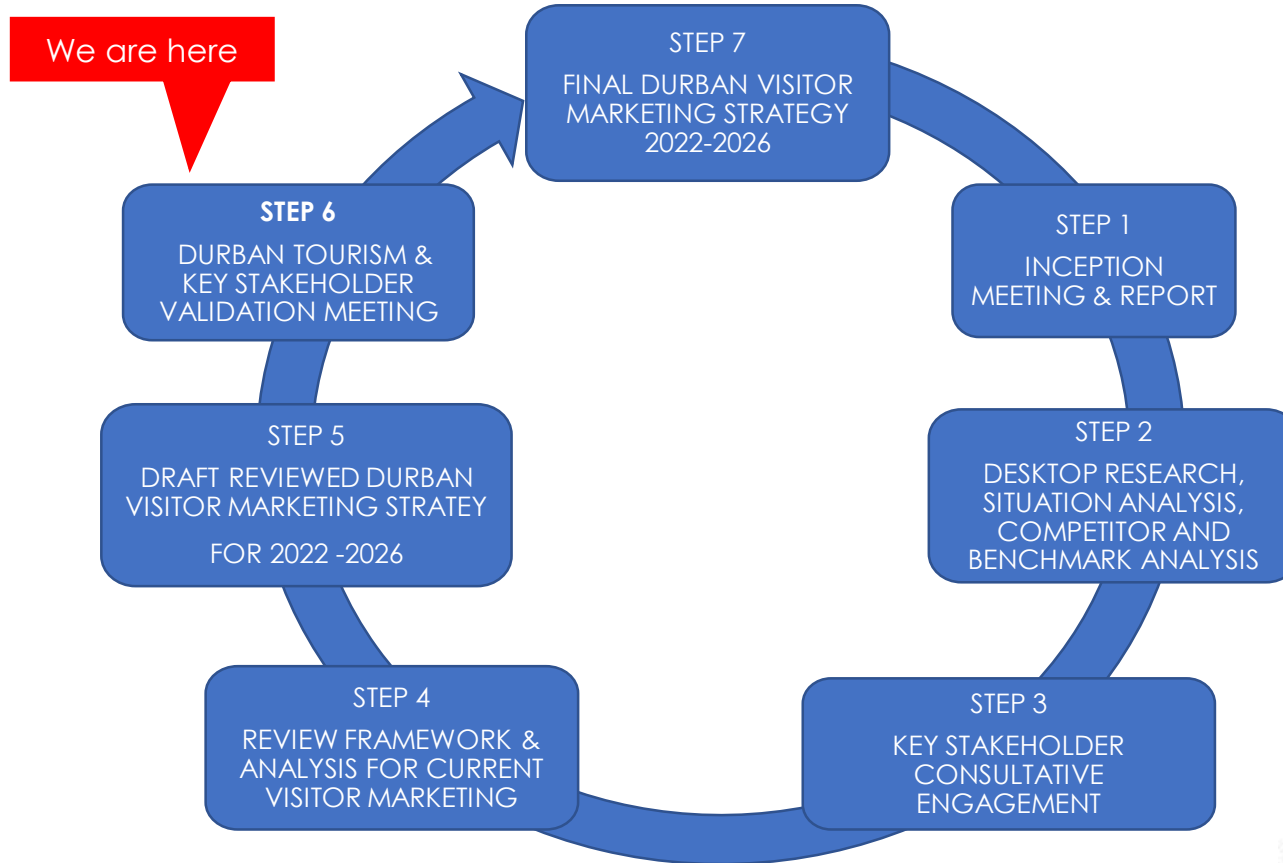 We are here
STEP 7
FINAL DURBAN VISITOR
MARKETING STRATEGY
2022-2026
STEP 1
INCEPTION
MEETING & REPORT
STEP 2
DESKTOP RESEARCH,
SITUATION ANALYSIS,
COMPETITOR AND
BENCHMARK ANALYSIS
STEP 3
KEY STAKEHOLDER
CONSULTATIVE
ENGAGEMENT
STEP 4
REVIEW FRAMEWORK &
ANALYSIS FOR CURRENT
VISITOR MARKETING
STEP 5
DRAFT REVIEWED DURBAN
VISITOR MARKETING STRATEY
FOR 2022 -2026
STEP 6
DURBAN TOURISM &
KEY STAKEHOLDER
VALIDATION MEETING